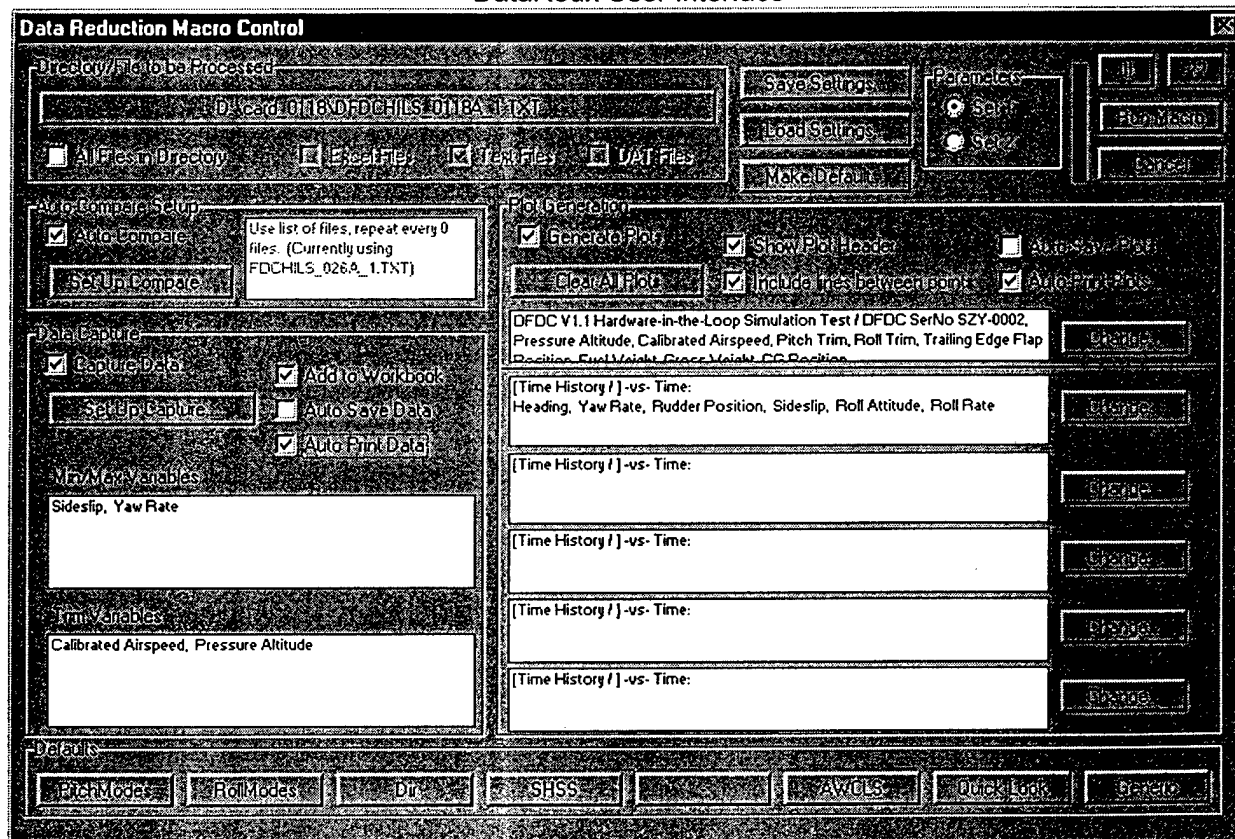 Data Reduction Macro Control
Directory/File to be Processed
D:\card_0118\DFDCHILS_0118A_1.TXT
All Files in Directory
Excel Files
Text Files
DAT Files
Save Settings
Load Settings
Make Default
Parameters
Set 1
Set 2
Run Macro
Cancel
Auto Compare Setup
Auto Compare
Set Up Compare
Use list of files, repeat every 0
files. (Currently using
FDCHILS_026A_1.TXT)
Data Capture
Capture Data
Set Up Capture
Add to Workbook
Auto Save Data
Auto Print Data
Min/Max Variables
Sideslip, Yaw Rate
Trim Variables
Calibrated Airspeed, Pressure Altitude
Plot Generation
Generate Plots
Clear All Plots
Show Plot Header
Include lines between points
Auto Save Plots
Auto Print Plots
DFDC V1.1 Hardware-in-the-Loop Simulation Test / DFDC SerNo SZY-0002,
Pressure Altitude, Calibrated Airspeed, Pitch Trim, Roll Trim, Trailing Edge Flap
Position, Fuel Weight, Gross Weight, CG Position
Change
[Time History / ] -vs- Time:
Heading, Yaw Rate, Rudder Position, Sideslip, Roll Attitude, Roll Rate
Change
[Time History / ] -vs- Time:
Change
[Time History / ] -vs- Time:
Change
[Time History / ] -vs- Time:
Change
[Time History / ] -vs- Time:
Change
Defaults
PitchModes
RollModes
Dir
SHSS
AWCLS
Quick Look
Generic